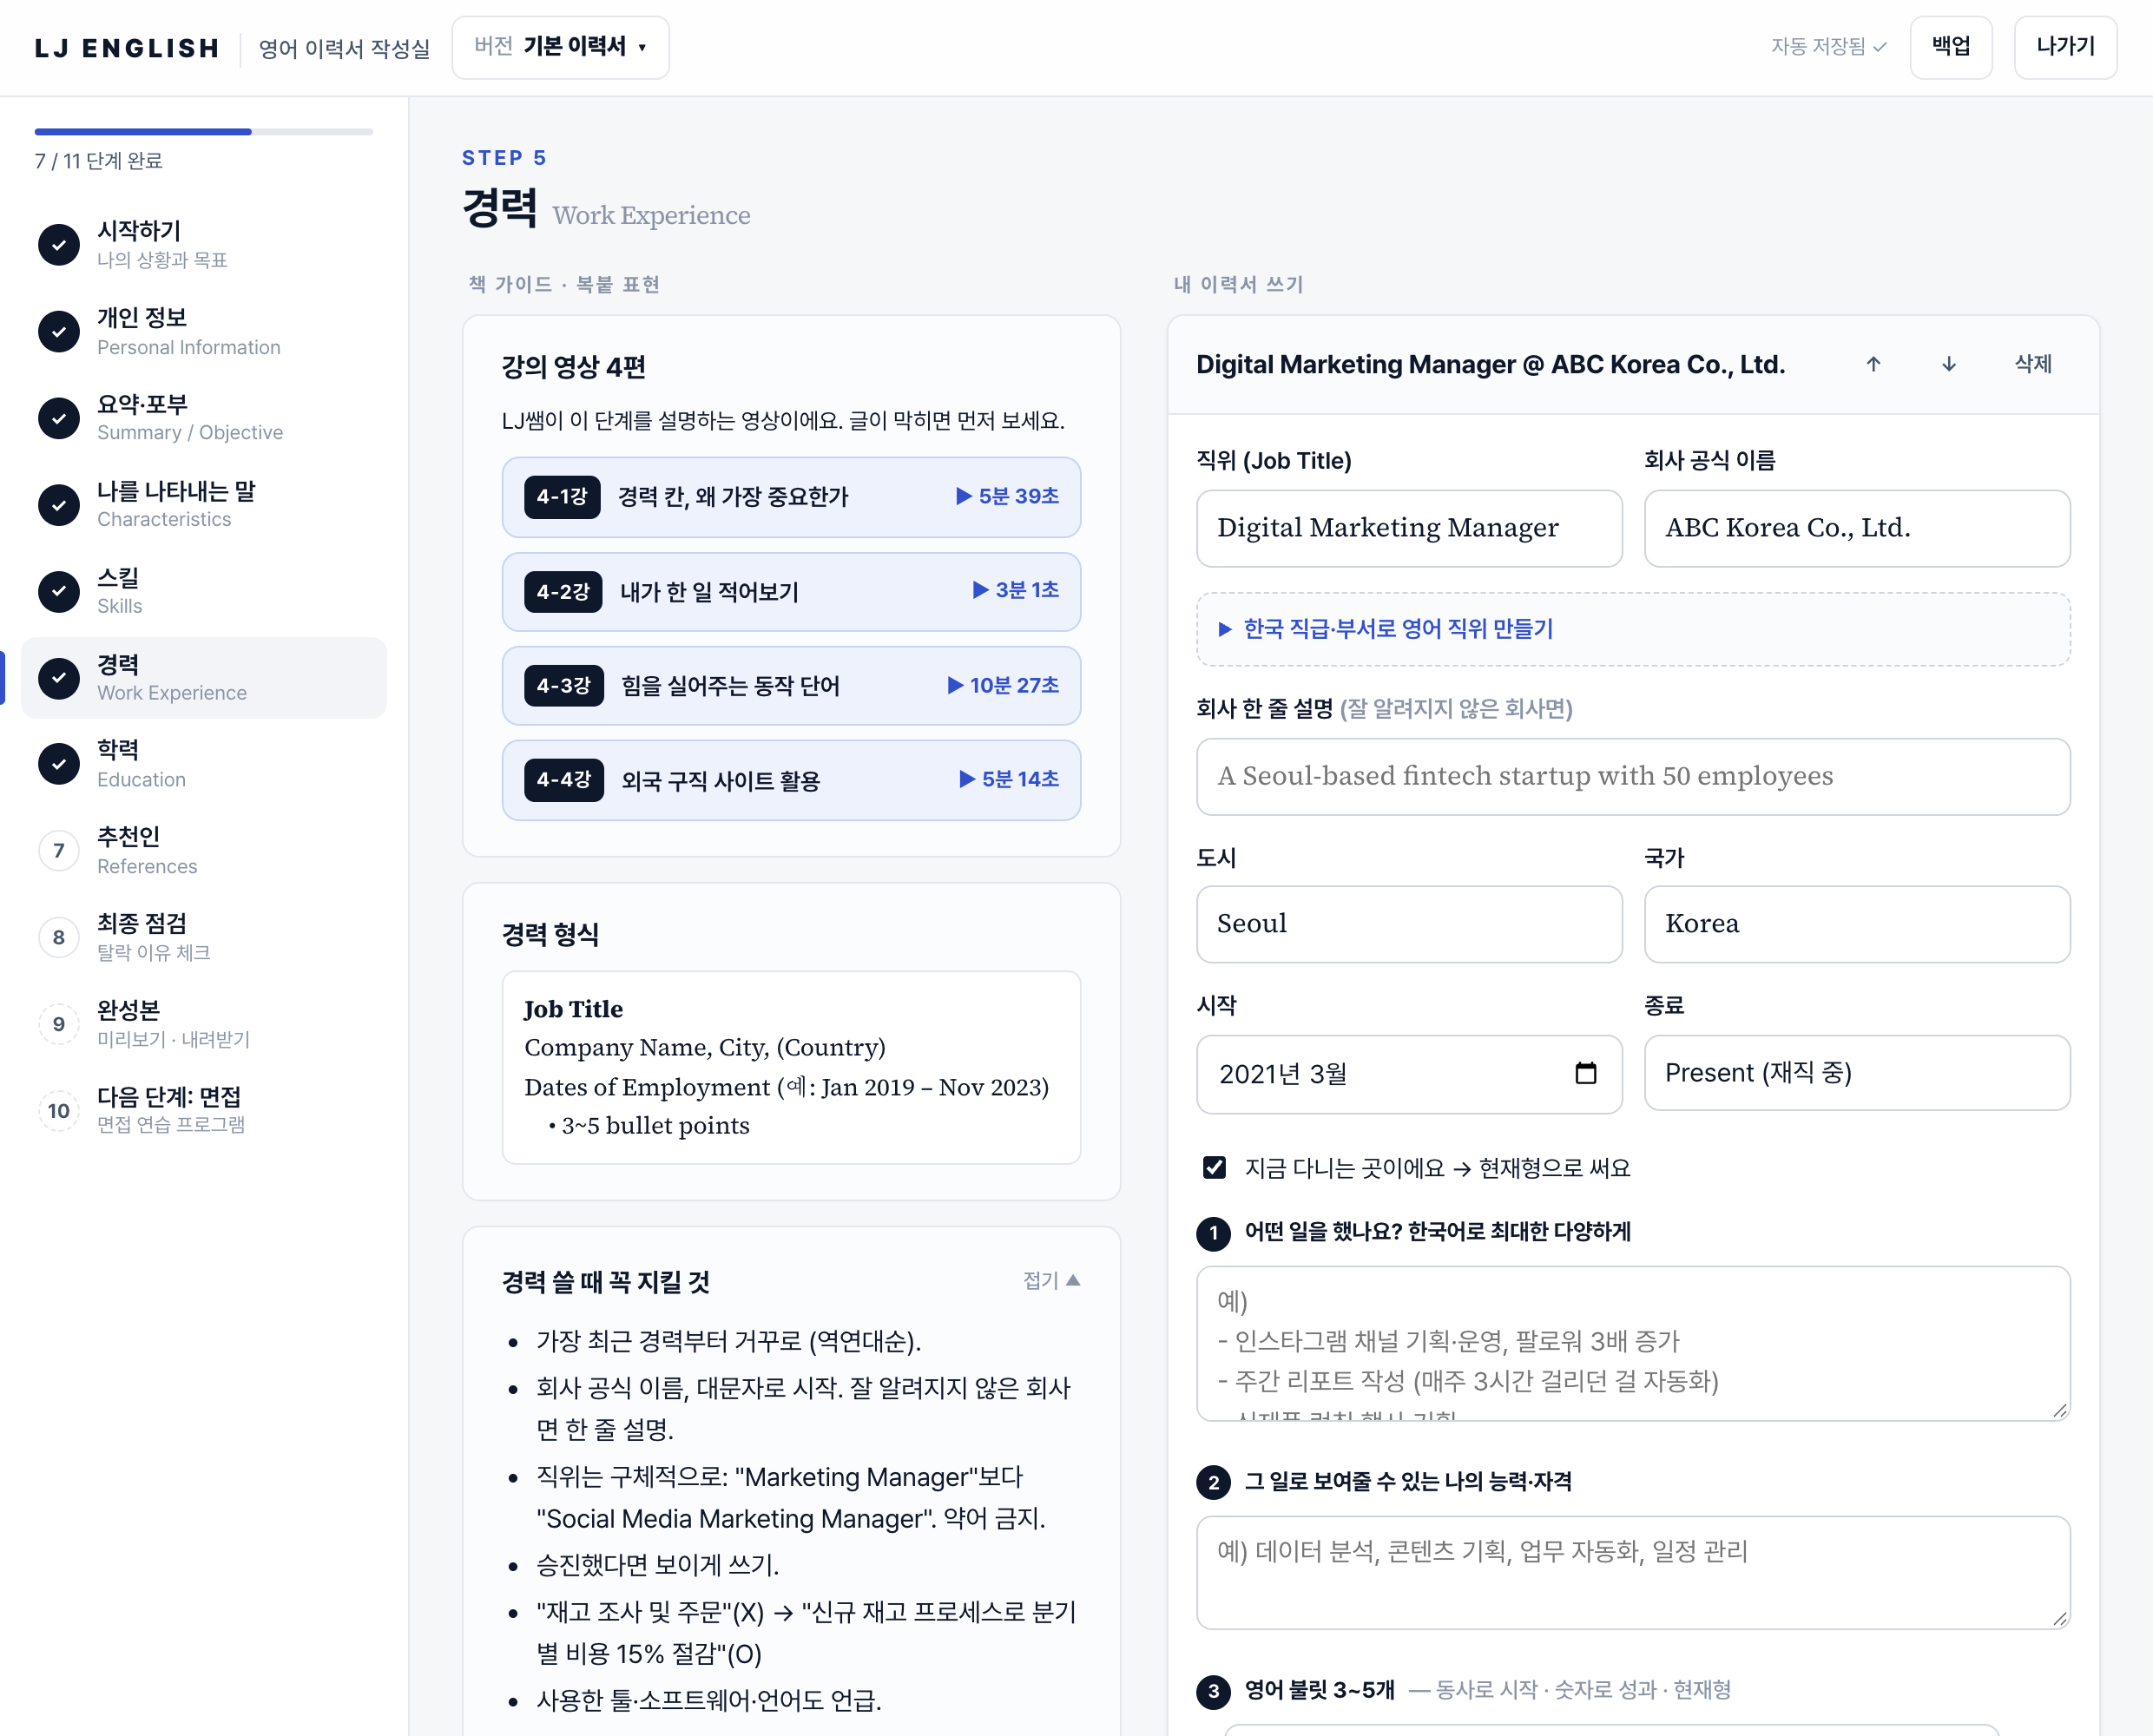 LJ ENGLISH
영어 이력서 작성실
버전 기본 이력서 ▾
자동 저장됨 ✓
백업
나가기
7 / 11 단계 완료
시작하기
나의 상황과 목표
개인 정보
Personal Information
요약·포부
Summary / Objective
나를 나타내는 말
Characteristics
스킬
Skills
경력
Work Experience
학력
Education
7
추천인
References
8
최종 점검
탈락 이유 체크
9
완성본
미리보기 · 내려받기
10
다음 단계: 면접
면접 연습 프로그램
STEP 5
경력 Work Experience
책 가이드 · 복붙 표현
강의 영상 4편
LJ쌤이 이 단계를 설명하는 영상이에요. 글이 막히면 먼저 보세요.
4-1강 경력 칸, 왜 가장 중요한가 ▶ 5분 39초
4-2강 내가 한 일 적어보기 ▶ 3분 1초
4-3강 힘을 실어주는 동작 단어 ▶ 10분 27초
4-4강 외국 구직 사이트 활용 ▶ 5분 14초
경력 형식
Job Title
Company Name, City, (Country)
Dates of Employment (예: Jan 2019 – Nov 2023)
• 3~5 bullet points
경력 쓸 때 꼭 지킬 것
접기 ▲
• 가장 최근 경력부터 거꾸로 (역연대순).
• 회사 공식 이름, 대문자로 시작. 잘 알려지지 않은 회사
면 한 줄 설명.
• 직위는 구체적으로: "Marketing Manager"보다
"Social Media Marketing Manager". 약어 금지.
• 승진했다면 보이게 쓰기.
• "재고 조사 및 주문"(X) → "신규 재고 프로세스로 분기
별 비용 15% 절감"(O)
• 사용한 툴·소프트웨어·언어도 언급.
내 이력서 쓰기
Digital Marketing Manager @ ABC Korea Co., Ltd.
↑ ↓ 삭제
직위 (Job Title)
회사 공식 이름
Digital Marketing Manager
ABC Korea Co., Ltd.
▶ 한국 직급·부서로 영어 직위 만들기
회사 한 줄 설명 (잘 알려지지 않은 회사면)
A Seoul-based fintech startup with 50 employees
도시
국가
Seoul
Korea
시작
종료
2021년 3월
Present (재직 중)
지금 다니는 곳이에요 → 현재형으로 써요
1 어떤 일을 했나요? 한국어로 최대한 다양하게
예)
- 인스타그램 채널 기획·운영, 팔로워 3배 증가
- 주간 리포트 작성 (매주 3시간 걸리던 걸 자동화)
2 그 일로 보여줄 수 있는 나의 능력·자격
예) 데이터 분석, 콘텐츠 기획, 업무 자동화, 일정 관리
3 영어 불릿 3~5개 — 동사로 시작 · 숫자로 성과 · 현재형